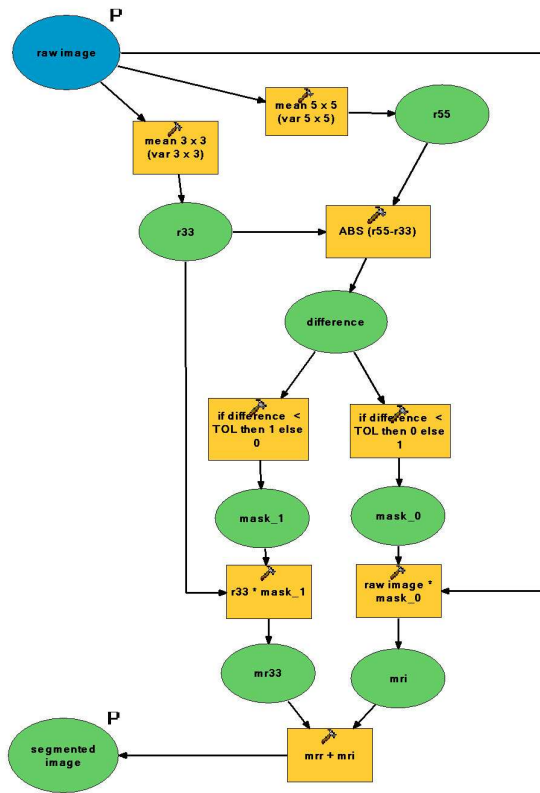 P
raw image
mean 5 x 5
(var 5 x 5)
r55
mean 3 x 3
(var 3 x 3)
r33
ABS (r55-r33)
difference
if difference <
TOL then 1 else
0
if difference <
TOL then 0 else
1
mask_1
mask_0
r33 * mask_1
raw image *
mask_0
mr33
mri
P
segmented
image
mrr + mri